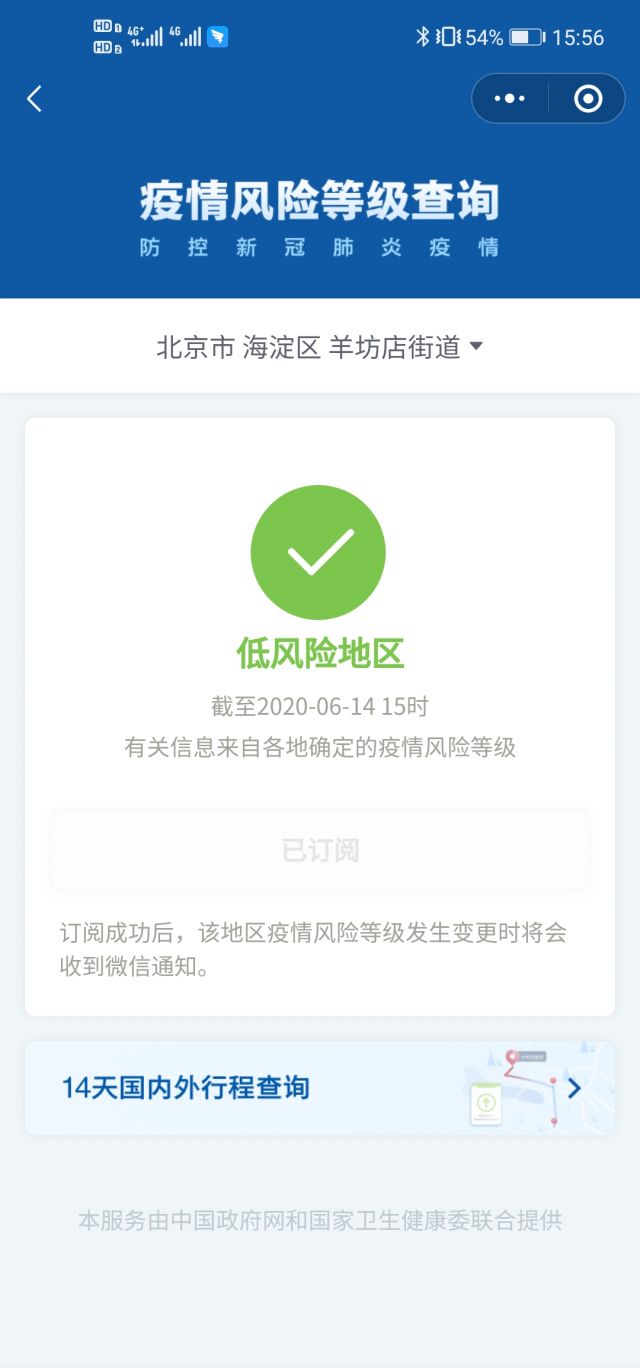 HD 1 4G+ 4G 54% 15:56
HD 2
疫情风险等级查询
防控新冠肺炎疫情
北京市 海淀区 羊坊店街道
低风险地区
截至2020-06-14 15时
有关信息来自各地确定的疫情风险等级
已订阅
订阅成功后，该地区疫情风险等级发生变更时将会
收到微信通知。
14天国内外行程查询
本服务由中国政府网和国家卫生健康委联合提供